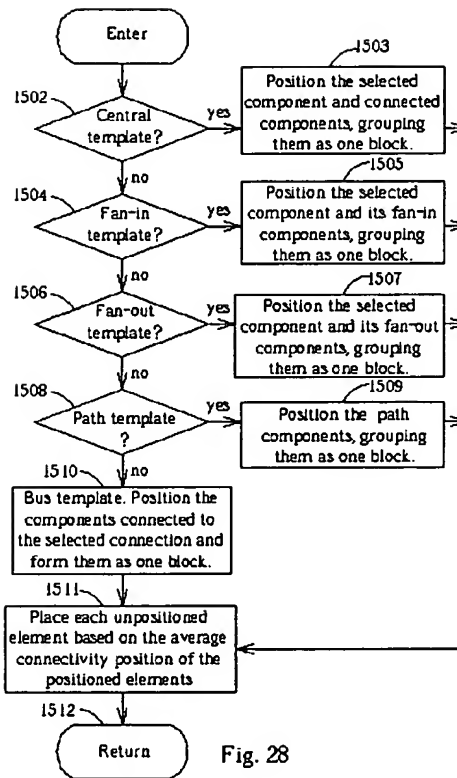 Enter
1502
Central
template?
yes
no
1503
Position the selected
component and connected
components, grouping
them as one block.
1504
Fan-in
template?
yes
no
1505
Position the selected
component and its fan-in
components, grouping
them as one block.
1506
Fan-out
template?
yes
no
1507
Position the selected
component and its fan-out
components, grouping
them as one block.
1508
Path template
?
yes
no
1509
Position the path
components, grouping
them as one block.
1510
Bus template. Position the
components connected to
the selected connection and
form them as one block.
1511
Place each unpositioned
element based on the average
connectivity position of the
positioned elements
1512
Return
Fig. 28